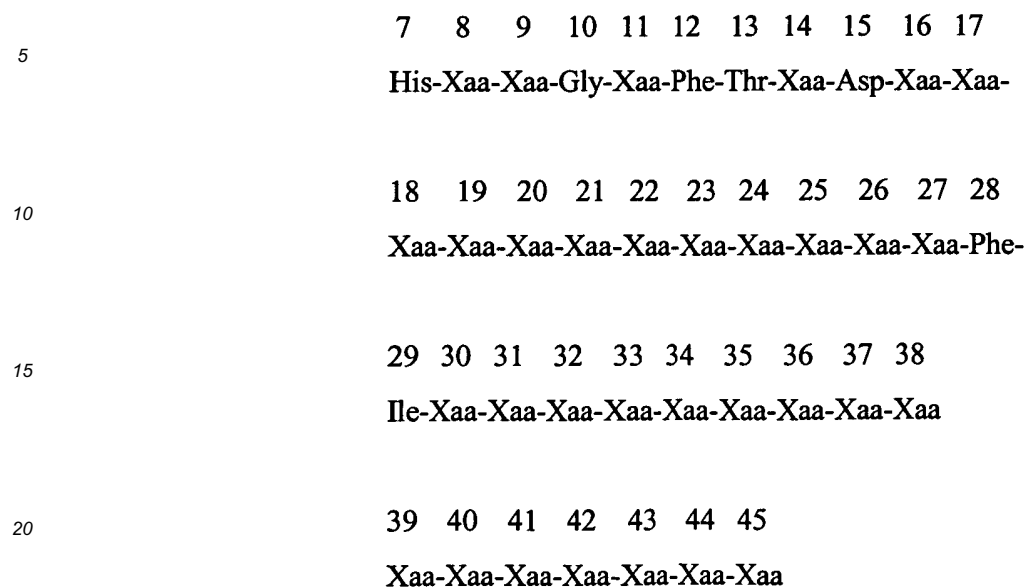 7 8 9 10 11 12 13 14 15 16 17
5
His-Xaa-Xaa-Gly-Xaa-Phe-Thr-Xaa-Asp-Xaa-Xaa-
18 19 20 21 22 23 24 25 26 27 28
10
Xaa-Xaa-Xaa-Xaa-Xaa-Xaa-Xaa-Xaa-Xaa-Xaa-Phe-
29 30 31 32 33 34 35 36 37 38
15
Ile-Xaa-Xaa-Xaa-Xaa-Xaa-Xaa-Xaa-Xaa-Xaa
39 40 41 42 43 44 45
20
Xaa-Xaa-Xaa-Xaa-Xaa-Xaa-Xaa